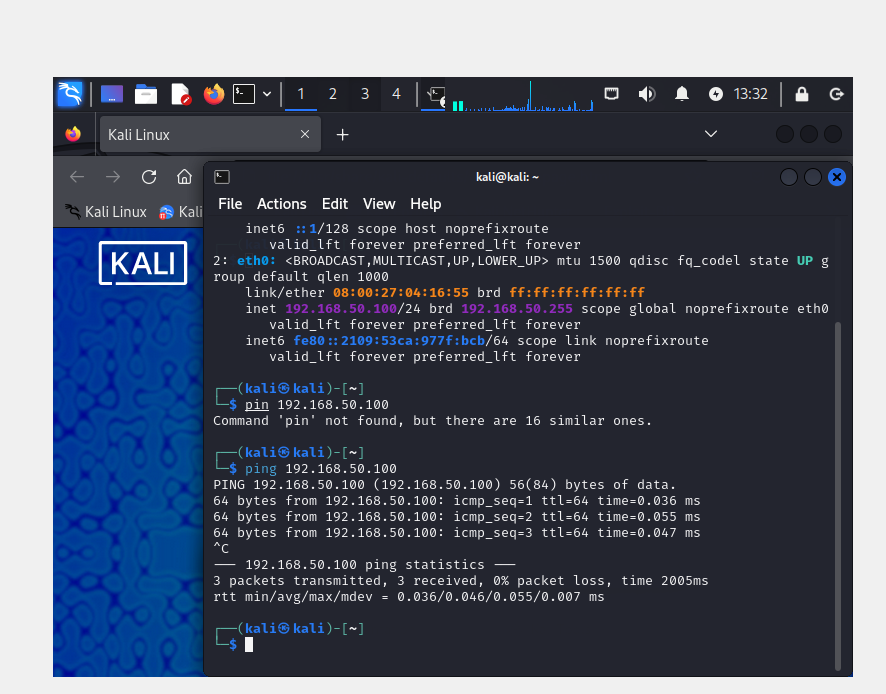 1 2 3 4 13:32
Kali Linux
kali@kali: ~
File Actions Edit View Help
Kali Linux Kali
KALI
inet6 ::1/128 scope host noprefixroute
valid_lft forever preferred_lft forever
2: eth0: <BROADCAST,MULTICAST,UP,LOWER_UP> mtu 1500 qdisc fq_codel state UP g
roup default qlen 1000
link/ether 08:00:27:04:16:55 brd ff:ff:ff:ff:ff:ff
inet 192.168.50.100/24 brd 192.168.50.255 scope global noprefixroute eth0
valid_lft forever preferred_lft forever
inet6 fe80::2109:53ca:977f:bcb/64 scope link noprefixroute
valid_lft forever preferred_lft forever
┌──(kali㉿kali)-[~]
└─$ pin 192.168.50.100
Command 'pin' not found, but there are 16 similar ones.
┌──(kali㉿kali)-[~]
└─$ ping 192.168.50.100
PING 192.168.50.100 (192.168.50.100) 56(84) bytes of data.
64 bytes from 192.168.50.100: icmp_seq=1 ttl=64 time=0.036 ms
64 bytes from 192.168.50.100: icmp_seq=2 ttl=64 time=0.055 ms
64 bytes from 192.168.50.100: icmp_seq=3 ttl=64 time=0.047 ms
^C
--- 192.168.50.100 ping statistics ---
3 packets transmitted, 3 received, 0% packet loss, time 2005ms
rtt min/avg/max/mdev = 0.036/0.046/0.055/0.007 ms
┌──(kali㉿kali)-[~]
└─$